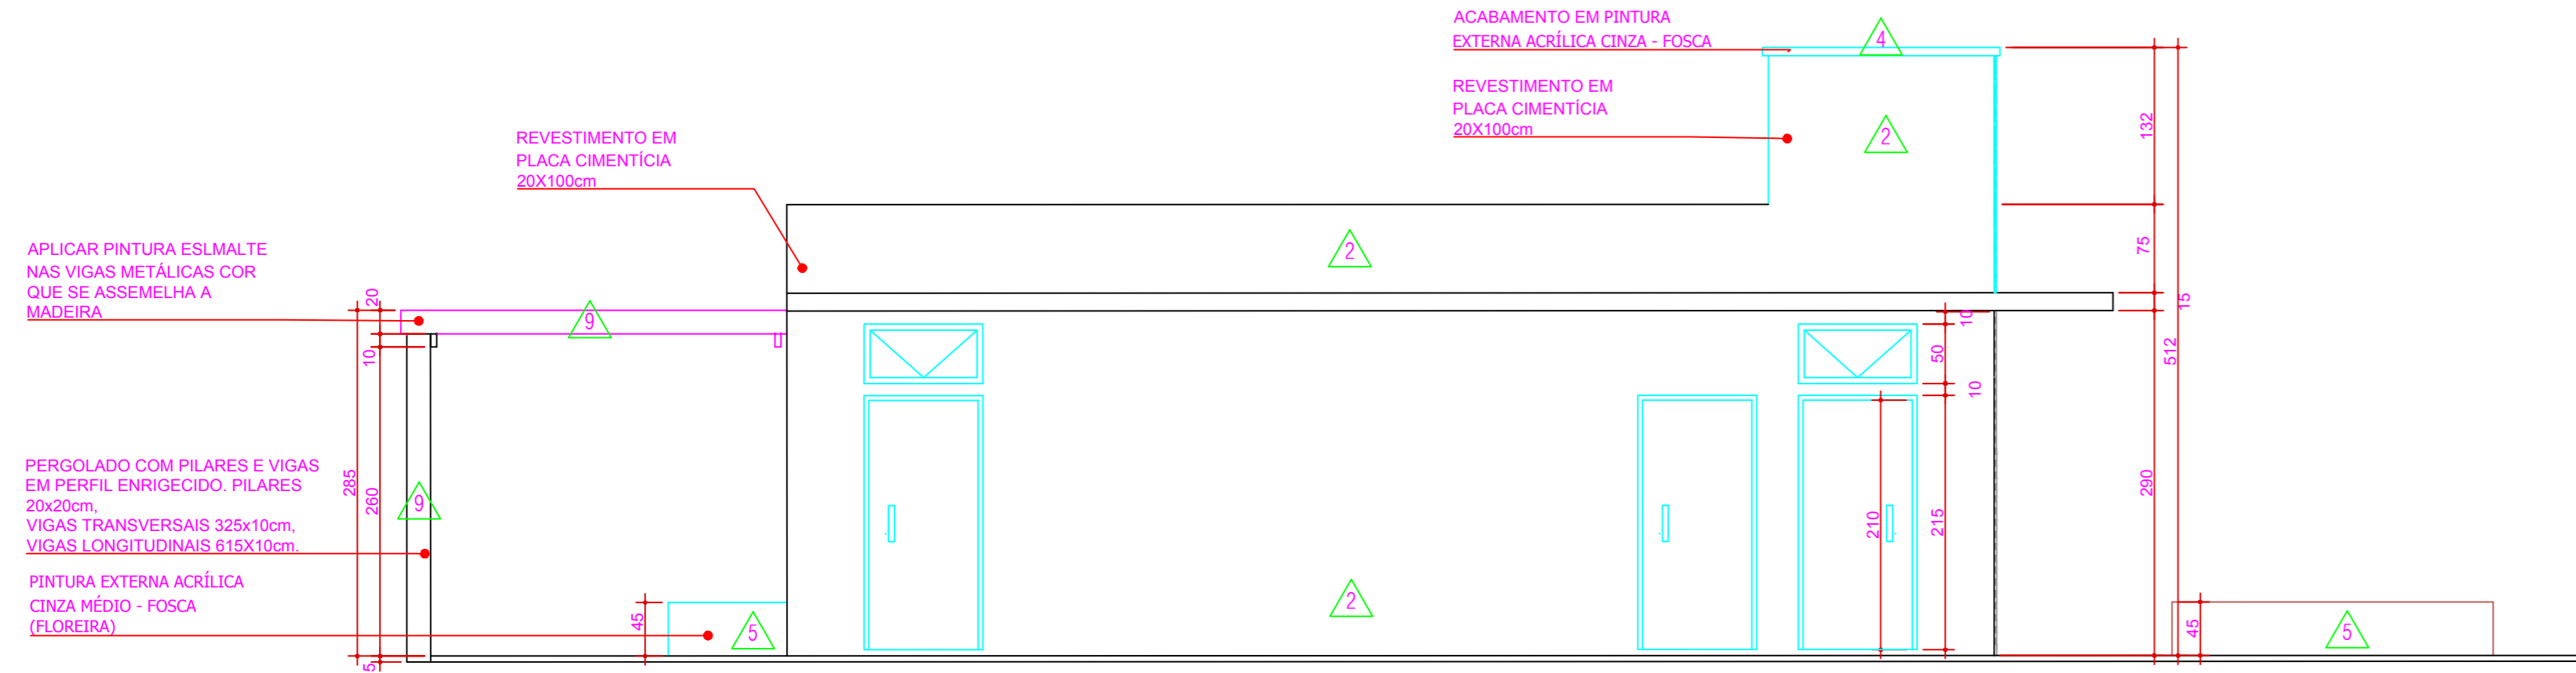 ACABAMENTO EM PINTURA
EXTERNA ACRÍLICA CINZA - FOSCA
4
REVESTIMENTO EM
PLACA CIMENTÍCIA
20X100cm
2
132
REVESTIMENTO EM
PLACA CIMENTÍCIA
20X100cm
2
75
15
APLICAR PINTURA ESLMALTE
NAS VIGAS METÁLICAS COR
QUE SE ASSEMELHA A
MADEIRA
20
9
10
10
50
10
512
PERGOLADO COM PILARES E VIGAS
EM PERFIL ENRIGECIDO. PILARES
20x20cm,
VIGAS TRANSVERSAIS 325x10cm,
VIGAS LONGITUDINAIS 615X10cm.
285
260
9
210
215
290
PINTURA EXTERNA ACRÍLICA
CINZA MÉDIO - FOSCA
(FLOREIRA)
45
5
2
45
5
5